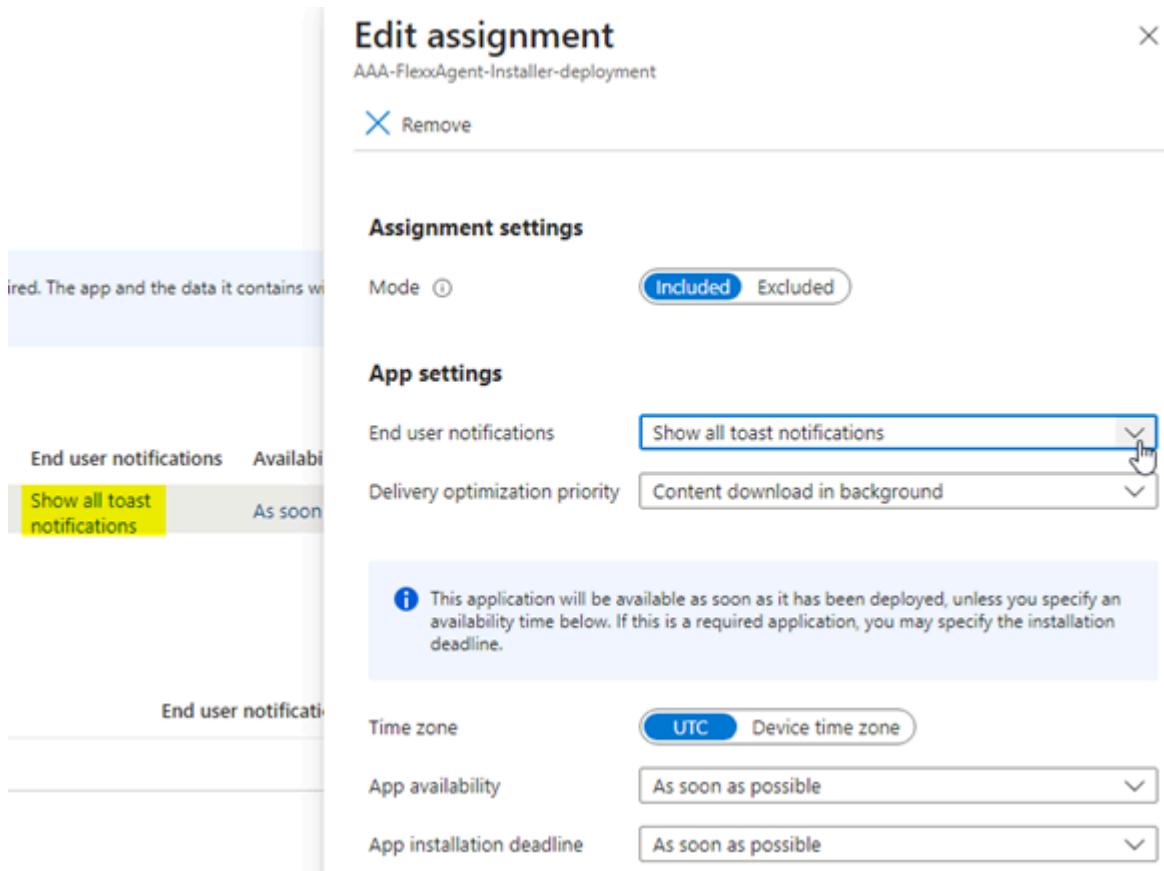 Edit assignment
AAA-FlexxAgent-Installer-deployment
Remove
Assignment settings
Mode Included Excluded
App settings
End user notifications Show all toast notifications
Delivery optimization priority Content download in background
This application will be available as soon as it has been deployed, unless you specify an
availability time below. If this is a required application, you may specify the installation
deadline.
Time zone UTC Device time zone
App availability As soon as possible
App installation deadline As soon as possible
ired. The app and the data it contains wi
End user notifications Availabi
Show all toast
notifications
As soon
End user notificati